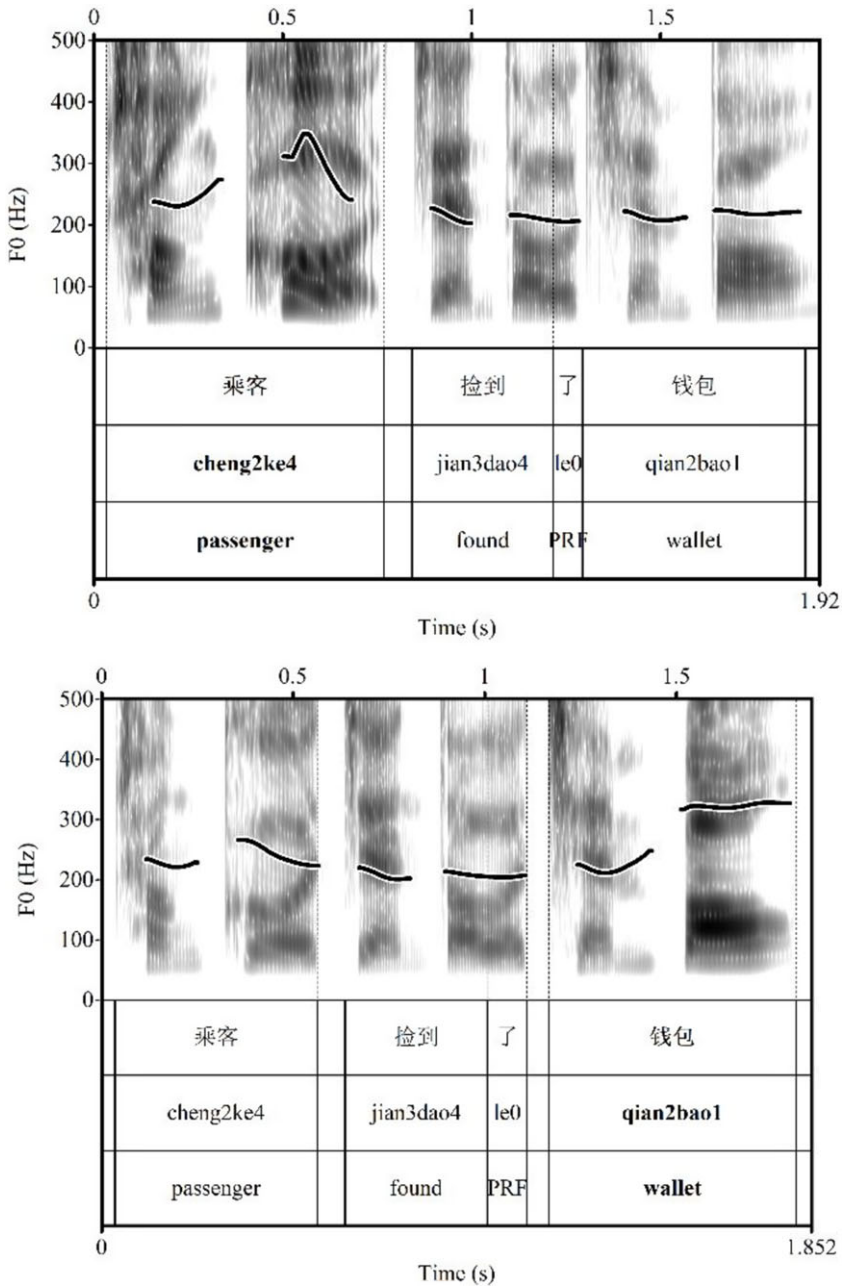 0 0.5 1 1.5
500
400
300
200
100
0
F0 (Hz)
乘客 捡到 了 钱包
cheng2ke4 jian3dao4 le0 qian2bao1
passenger found PRF wallet
0 1.92
Time (s)
0 0.5 1 1.5
500
400
300
200
100
0
F0 (Hz)
乘客 捡到 了 钱包
cheng2ke4 jian3dao4 le0 qian2bao1
passenger found PRF wallet
0 1.852
Time (s)